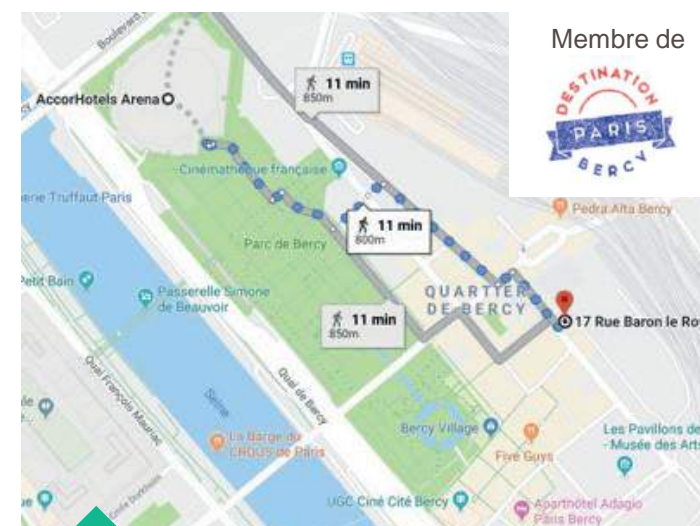 Membre de
DESTINATION
PARIS
BERCY
Boulevard
11 min
850m
AccorHotels Arena
Cinémathèque française
Truffaut Paris
Pedra Alta Bercy
11 min
800m
Parc de Bercy
Petit Bain
Passerelle Simone
de Beauvoir
QUARTIER
DE BERCY
11 min
850m
17 Rue Baron le Ro
Quai François Mauriac
Seine
Quai de Bercy
La Barge du
CROUS de Paris
Bercy Village
Five Guys
Les Pavillons de
- Musée des Arts
UGC Ciné Cité Bercy
Aparthotel Adagio
Paris Bercy